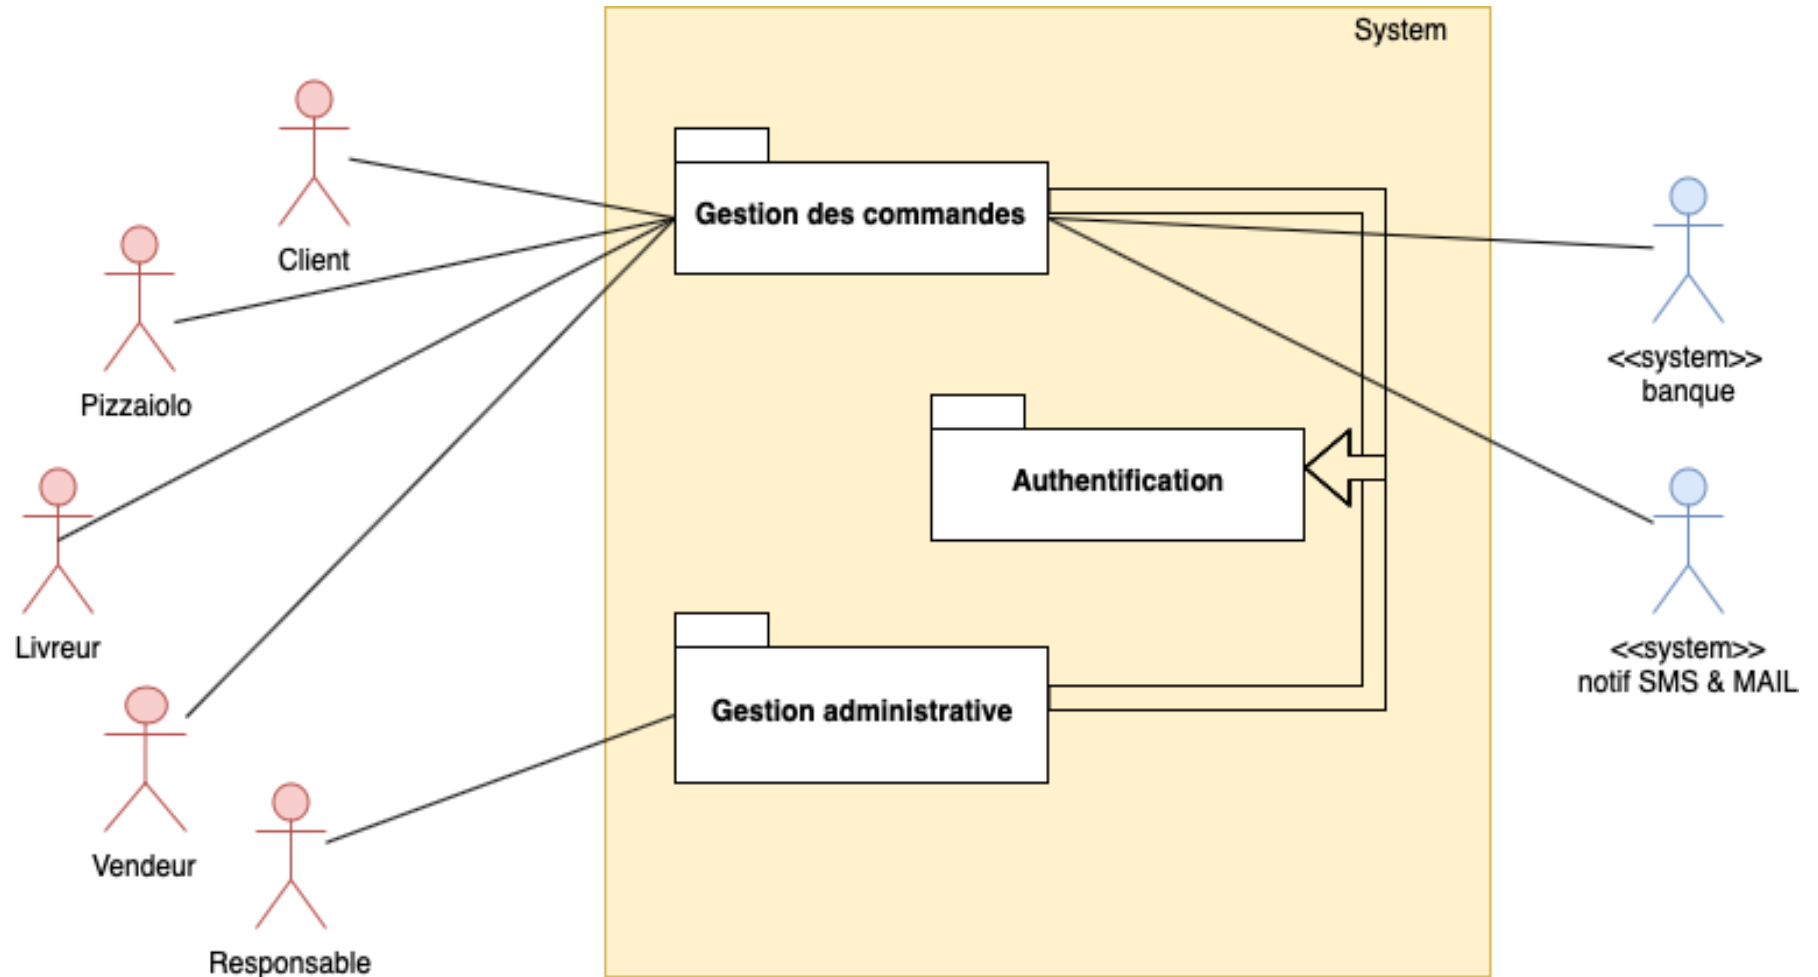 System
Client
Gestion des commandes
Pizzaiolo
<<system>>
banque
Authentification
Livreur
<<system>>
notif SMS & MAIL
Gestion administrative
Vendeur
Responsable